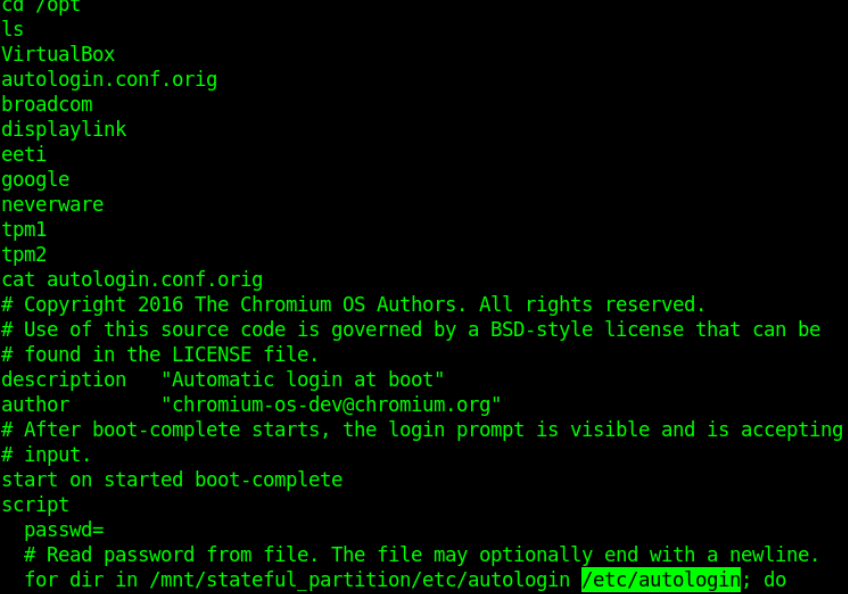 cd /opt
ls
VirtualBox
autologin.conf.orig
broadcom
displaylink
eeti
google
neverware
tpm1
tpm2
cat autologin.conf.orig
# Copyright 2016 The Chromium OS Authors. All rights reserved.
# Use of this source code is governed by a BSD-style license that can be
# found in the LICENSE file.
description   "Automatic login at boot"
author        "chromium-os-dev@chromium.org"
# After boot-complete starts, the login prompt is visible and is accepting
# input.
start on started boot-complete
script
  passwd=
  # Read password from file. The file may optionally end with a newline.
  for dir in /mnt/stateful_partition/etc/autologin /etc/autologin; do